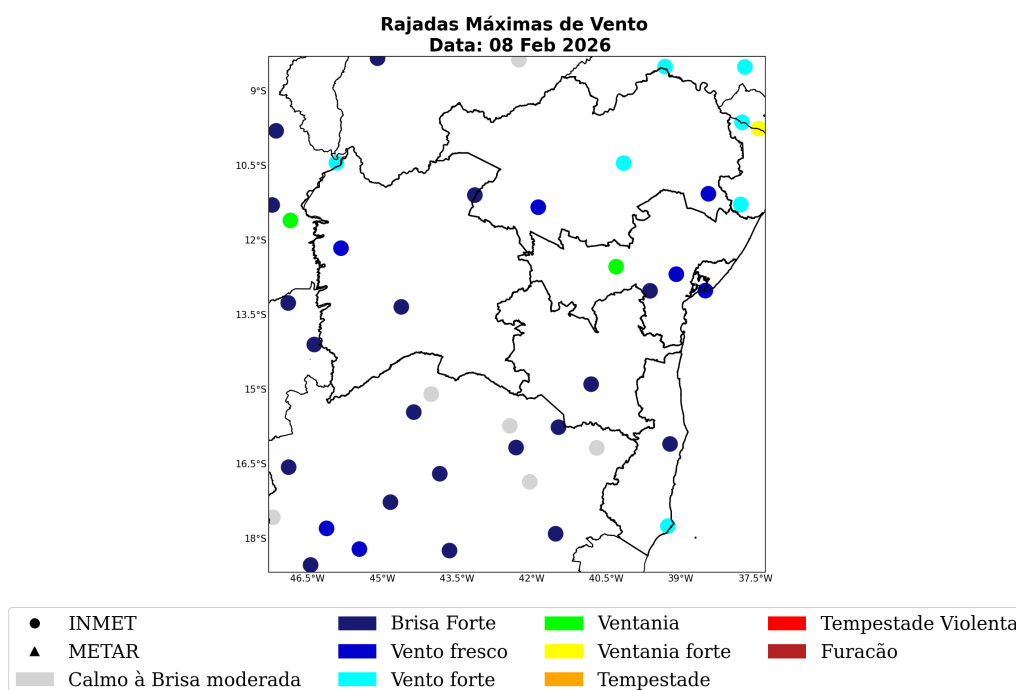 Rajadas Máximas de Vento
Data: 08 Feb 2026
9°S
10.5°S
12°S
13.5°S
15°S
16.5°S
18°S
46.5°W 45°W 43.5°W 42°W 40.5°W 39°W 37.5°W
INMET Brisa Forte Ventania Tempestade Violenta
METAR Vento fresco Ventania forte Furacão
Calmo à Brisa moderada Vento forte Tempestade